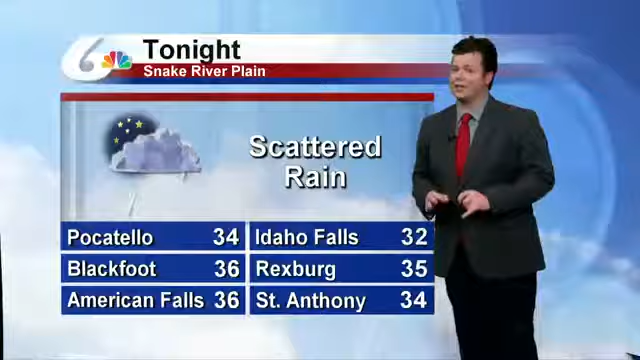 6
Tonight
Snake River Plain
Scattered
Rain
Pocatello 34 Idaho Falls 32
Blackfoot 36 Rexburg 35
American Falls 36 St. Anthony 34